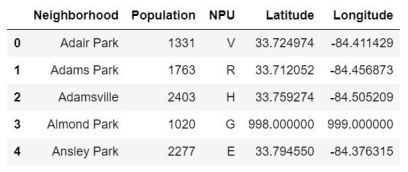 Neighborhood Population NPU Latitude Longitude
0 Adair Park 1331 V 33.724974 -84.411429
1 Adams Park 1763 R 33.712052 -84.456873
2 Adamsville 2403 H 33.759274 -84.505209
3 Almond Park 1020 G 998.000000 999.000000
4 Ansley Park 2277 E 33.794550 -84.376315